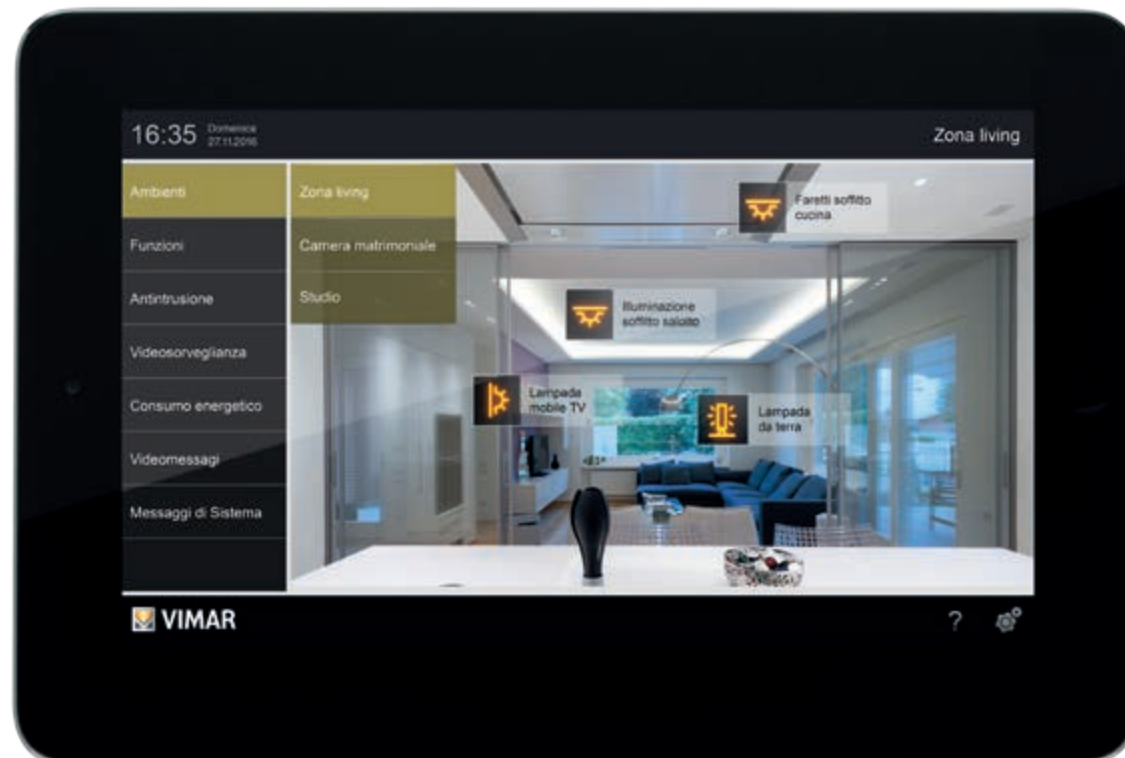 16:35
Domenica
27.11.2016
Zona living
Ambienti
Zona living
Funzioni
Camera matrimoniale
Antintrusione
Studio
Videosorveglianza
Consumo energetico
Videomessagi
Messaggi di Sistema
Faretti soffitto
cucina
Illuminazione
soffitto salotto
Lampada
mobile TV
Lampada
da terra
VIMAR
?